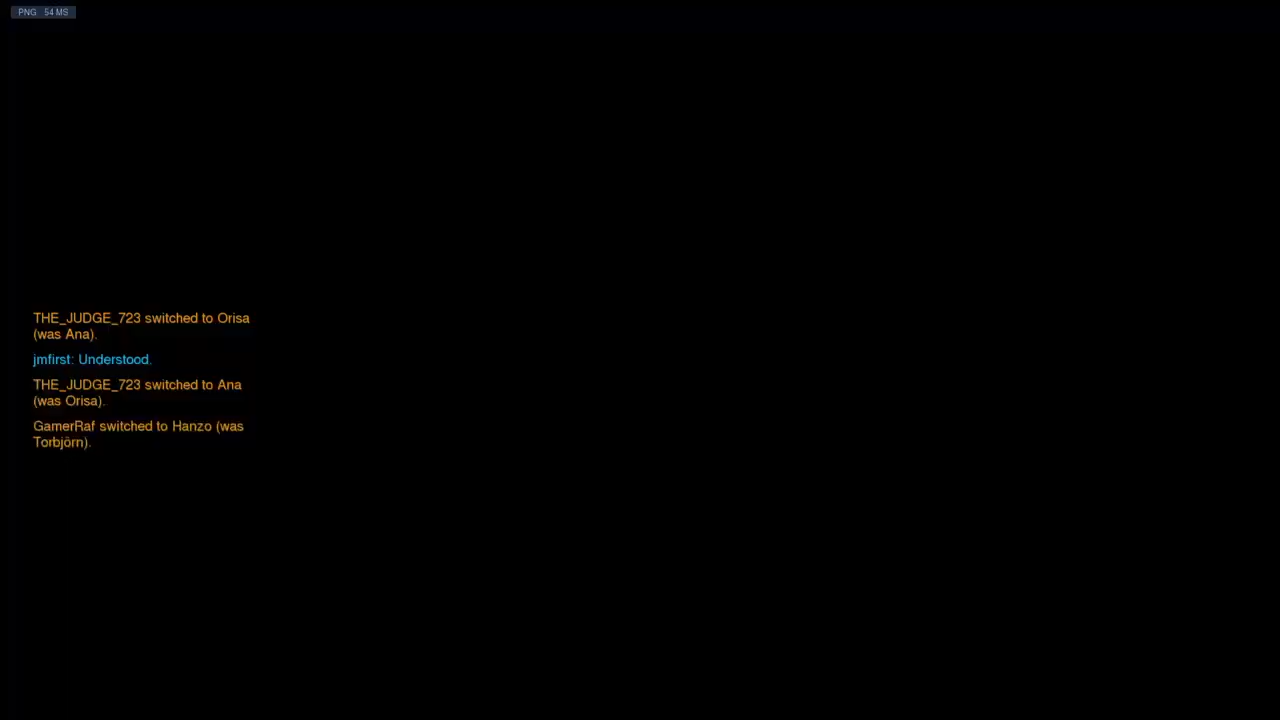 PNG 54 MS
THE_JUDGE_723 switched to Orisa
(was Ana).
jmfirst: Understood.
THE_JUDGE_723 switched to Ana
(was Orisa).
GamerRaf switched to Hanzo (was
Torbjörn).